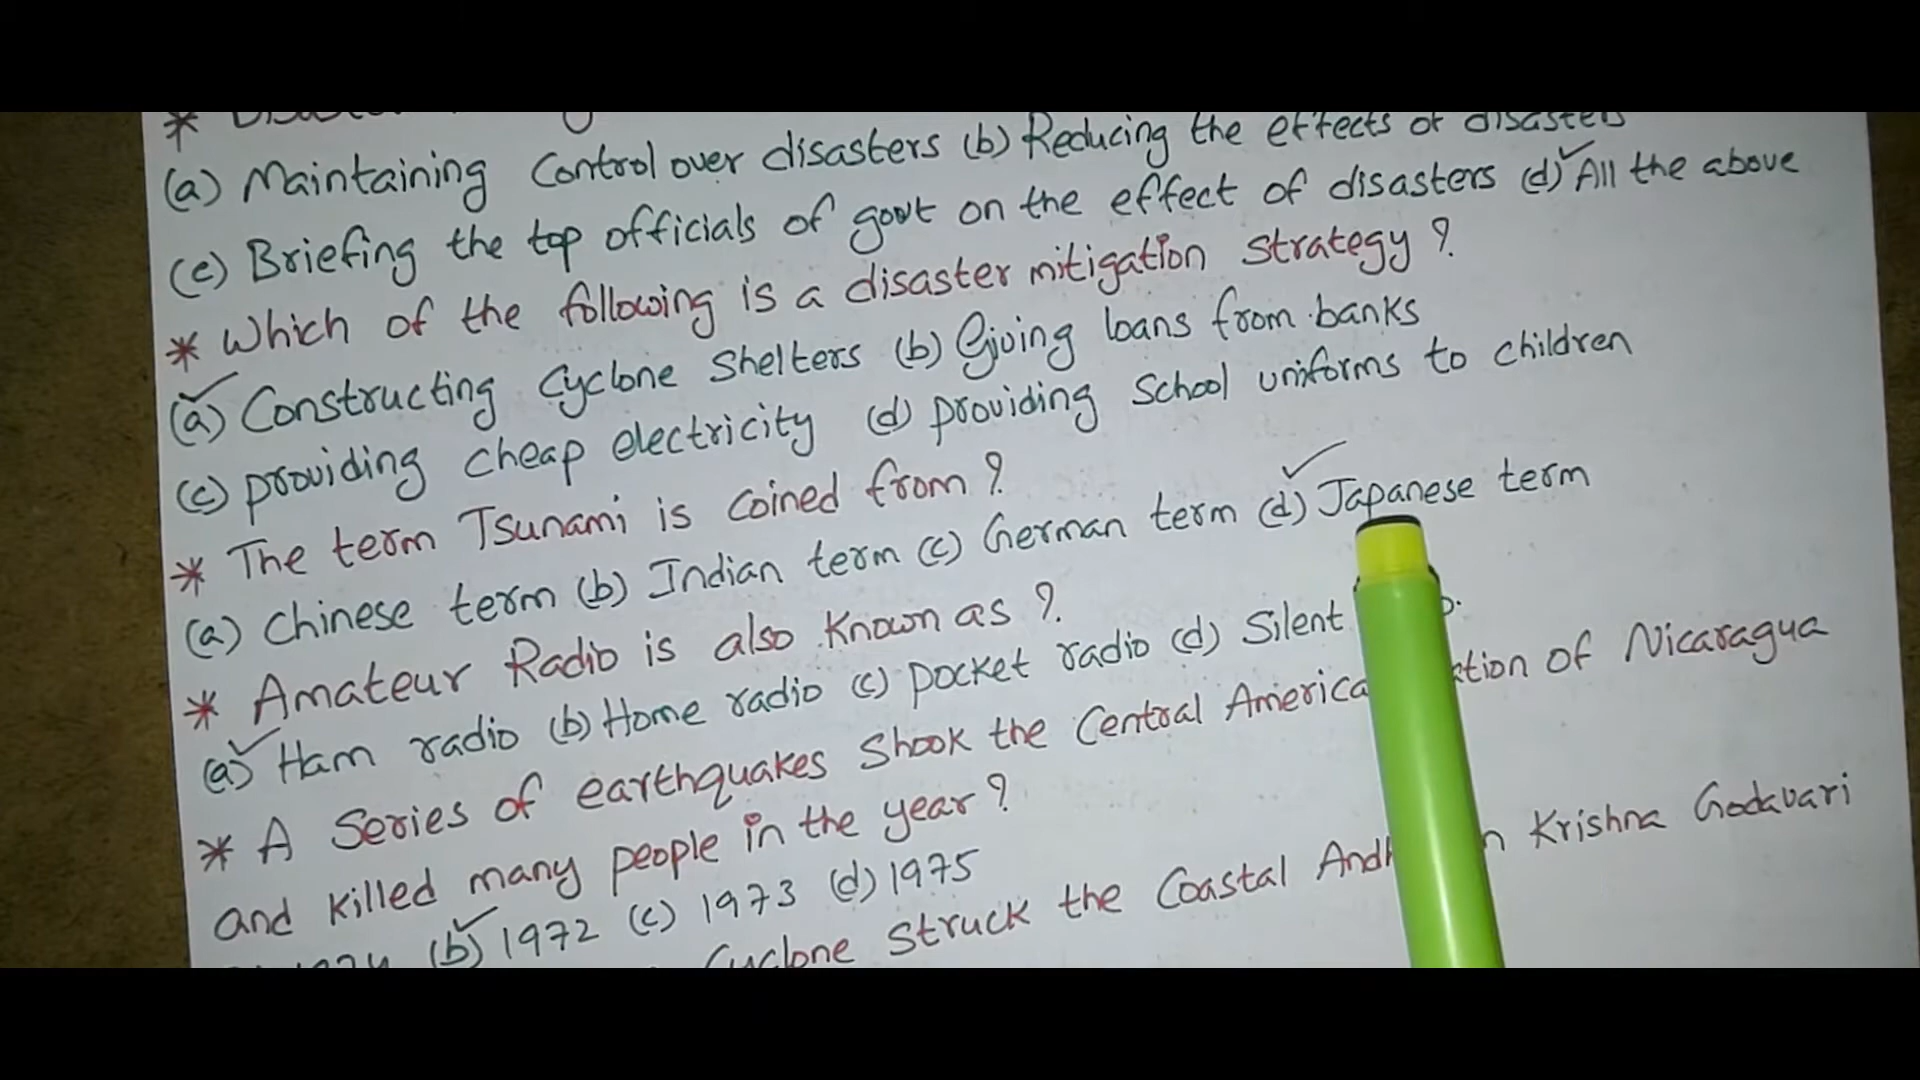 (a) Maintaining Control over disasters (b) Reducing the effects of disasters
(c) Briefing the top officials of govt on the effect of disasters (d) All the above
* Which of the following is a disaster mitigation strategy ?
(a) Constructing Cyclone Shelters (b) Giving loans from banks
(c) providing cheap electricity (d) providing School uniforms to children
* The term Tsunami is coined from ?
(a) Chinese term (b) Indian term (c) German term (d) Japanese term
* Amateur Radio is also Known as ?
(a) Ham radio (b) Home radio (c) pocket radio (d) Silent
* A Series of earthquakes Shook the Central America of Nicaragua
and killed many people in the year ?
(b) 1972 (c) 1973 (d) 1975
Cyclone Struck the Coastal Krishna Godavari